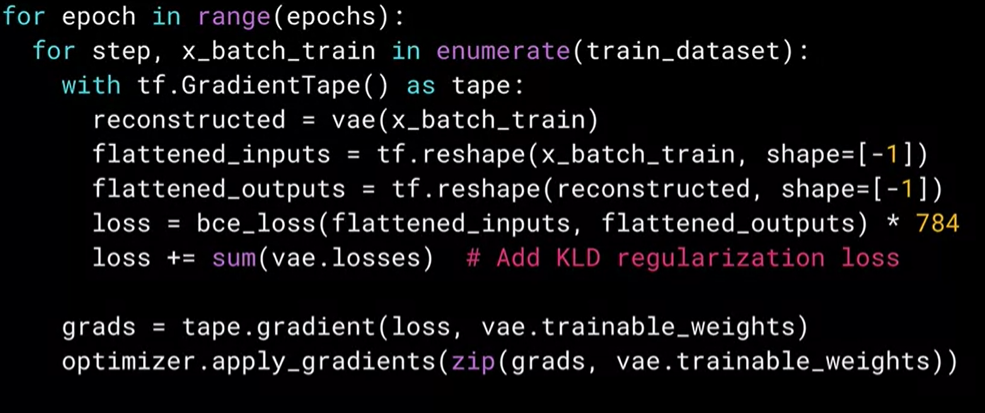 for epoch in range(epochs):
  for step, x_batch_train in enumerate(train_dataset):
    with tf.GradientTape() as tape:
      reconstructed = vae(x_batch_train)
      flattened_inputs = tf.reshape(x_batch_train, shape=[-1])
      flattened_outputs = tf.reshape(reconstructed, shape=[-1])
      loss = bce_loss(flattened_inputs, flattened_outputs) * 784
      loss += sum(vae.losses)  # Add KLD regularization loss

    grads = tape.gradient(loss, vae.trainable_weights)
    optimizer.apply_gradients(zip(grads, vae.trainable_weights))